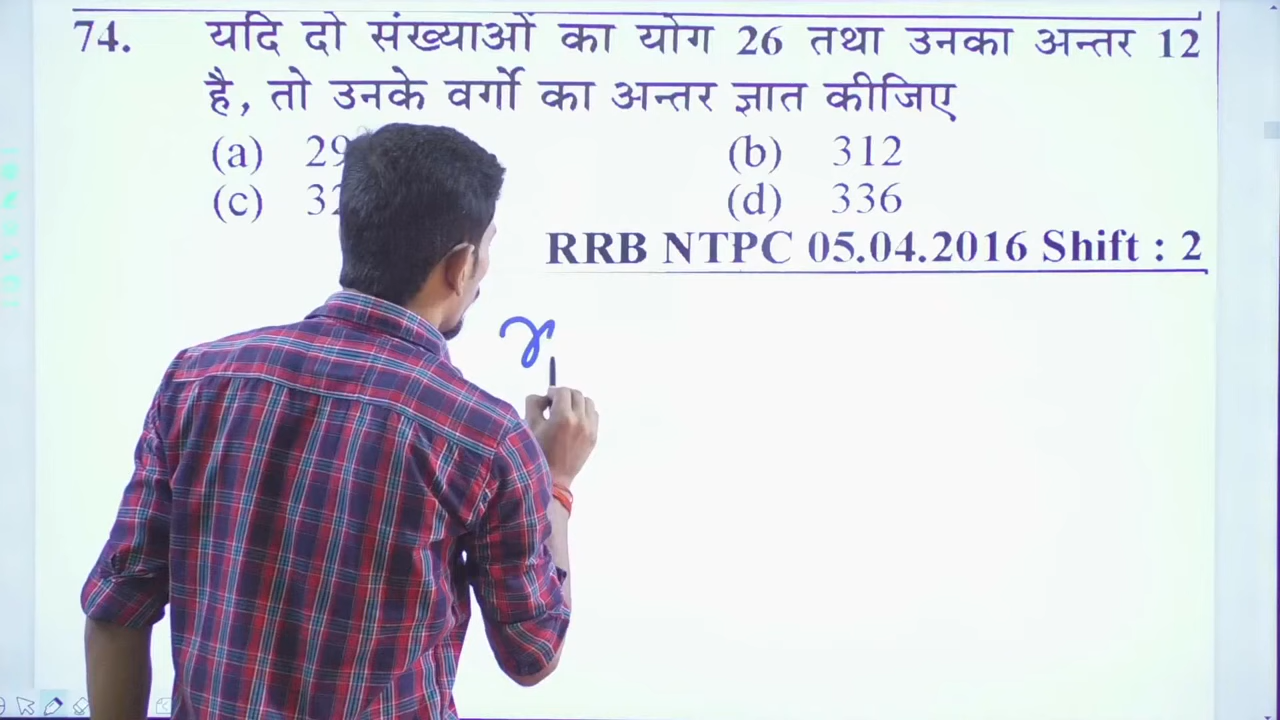 74. यदि दो संख्याओं का योग 26 तथा उनका अन्तर 12
है, तो उनके वर्गो का अन्तर ज्ञात कीजिए
(a) 29 (b) 312
(c) 32 (d) 336
RRB NTPC 05.04.2016 Shift : 2